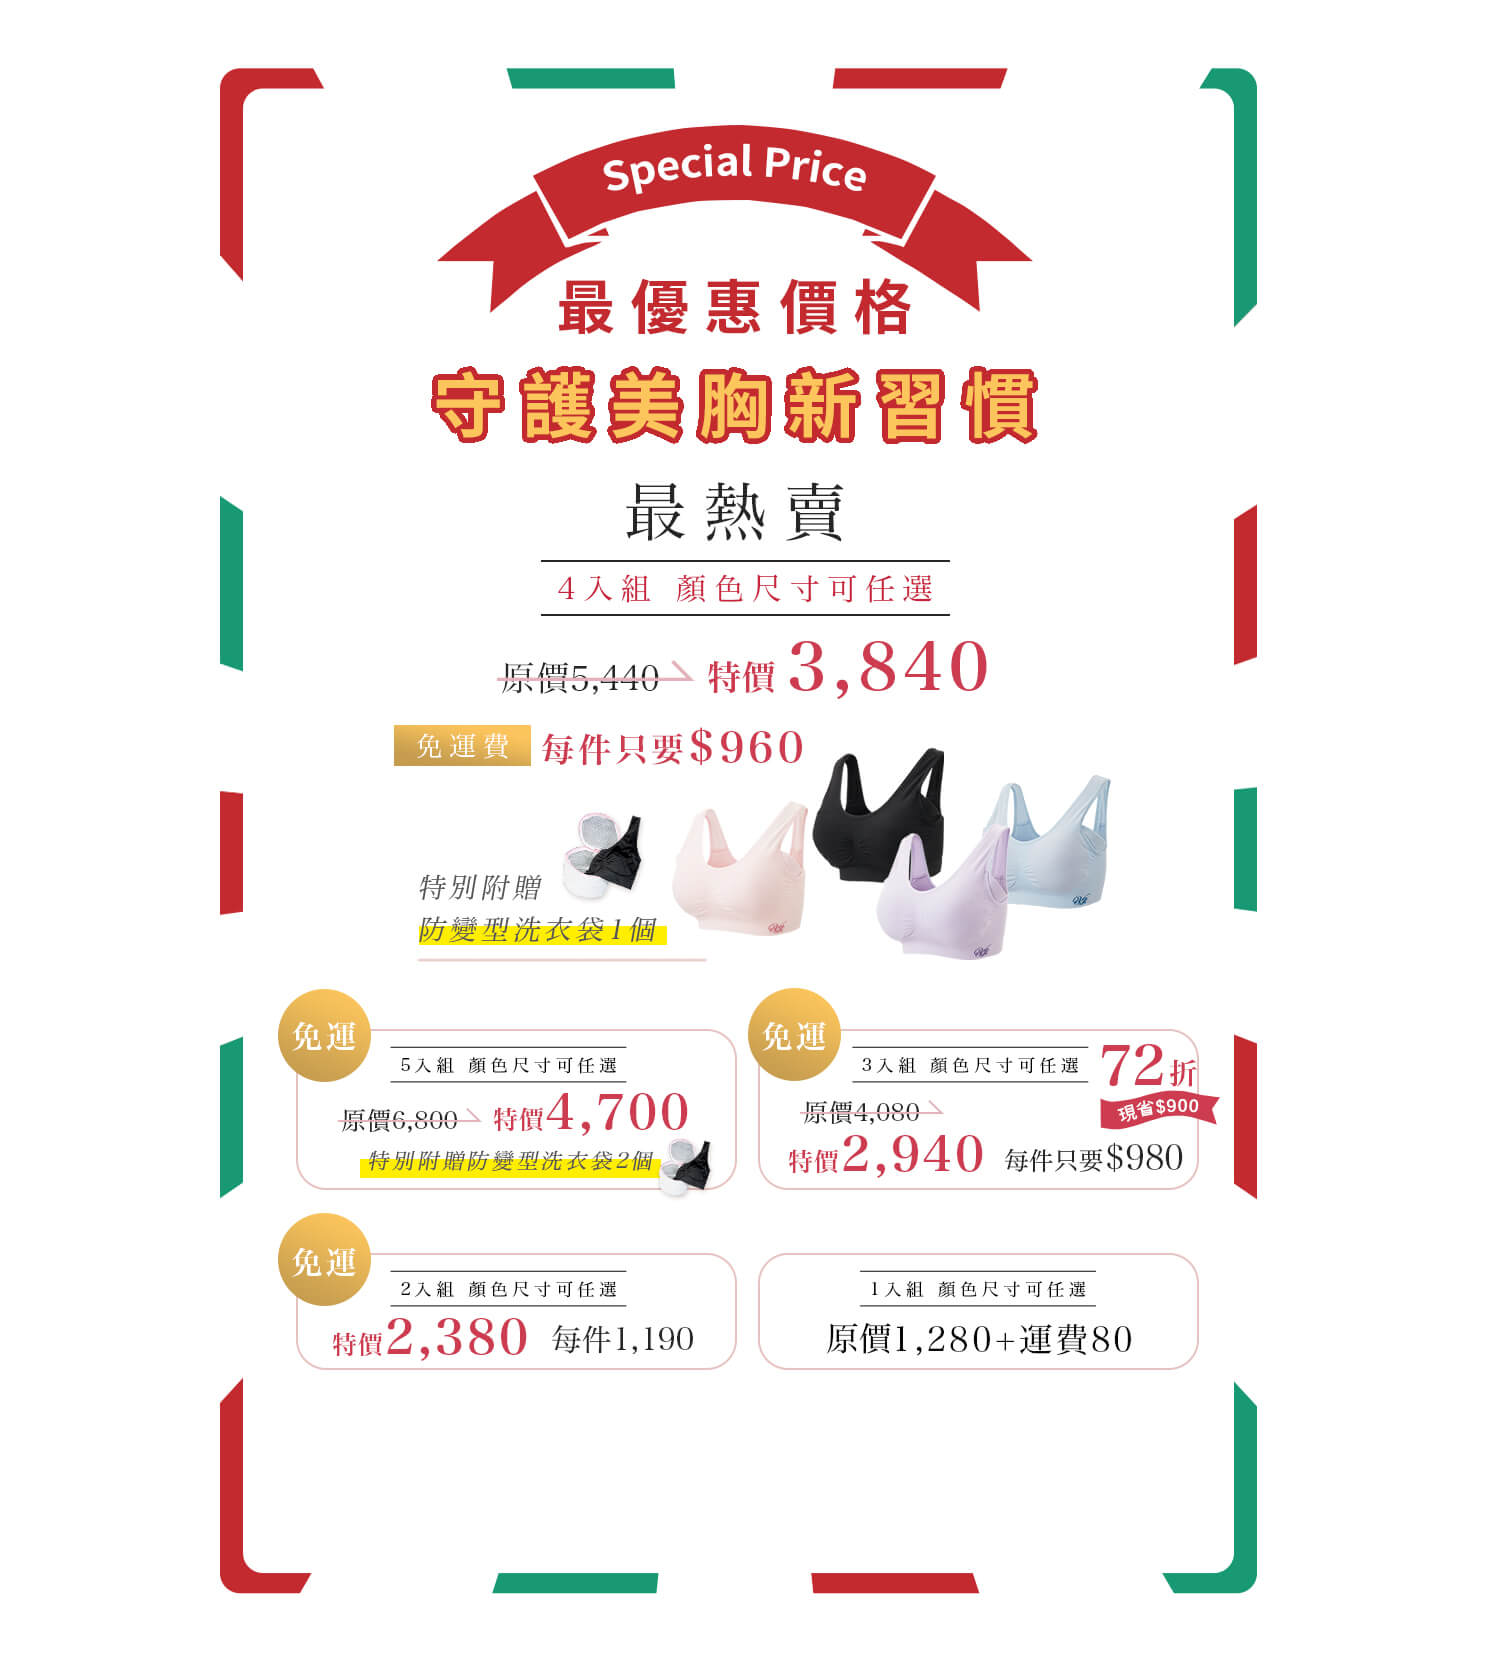 Special Price
最優惠價格
守護美胸新習慣
最熱賣
4入組 顏色尺寸可任選
原價5,440 特價3,840
免運費 每件只要$960
特別附贈
防變型洗衣袋1個
免運
5入組 顏色尺寸可任選
原價6,800 特價4,700
特別附贈防變型洗衣袋2個
免運
3入組 顏色尺寸可任選
72折
現省$900
原價4,080
特價2,940 每件只要$980
免運
2入組 顏色尺寸可任選
特價2,380 每件1,190
1入組 顏色尺寸可任選
原價1,280+運費80